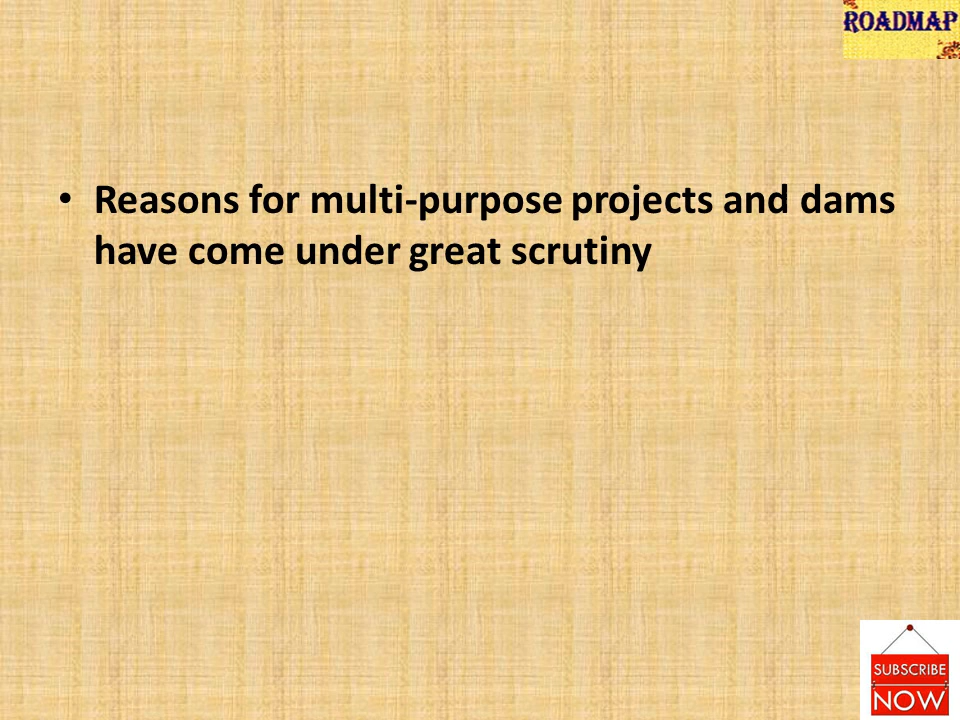 ROADMAP
• Reasons for multi-purpose projects and dams
have come under great scrutiny
SUBSCRIBE
NOW